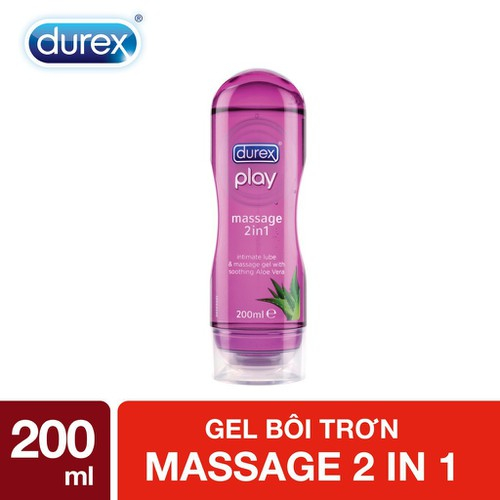 durex
durex
play
massage
2in1
intimate lube
& massage gel with
soothing Aloe Vera
200ml e
200
ml
GEL BÔI TRƠN
MASSAGE 2 IN 1